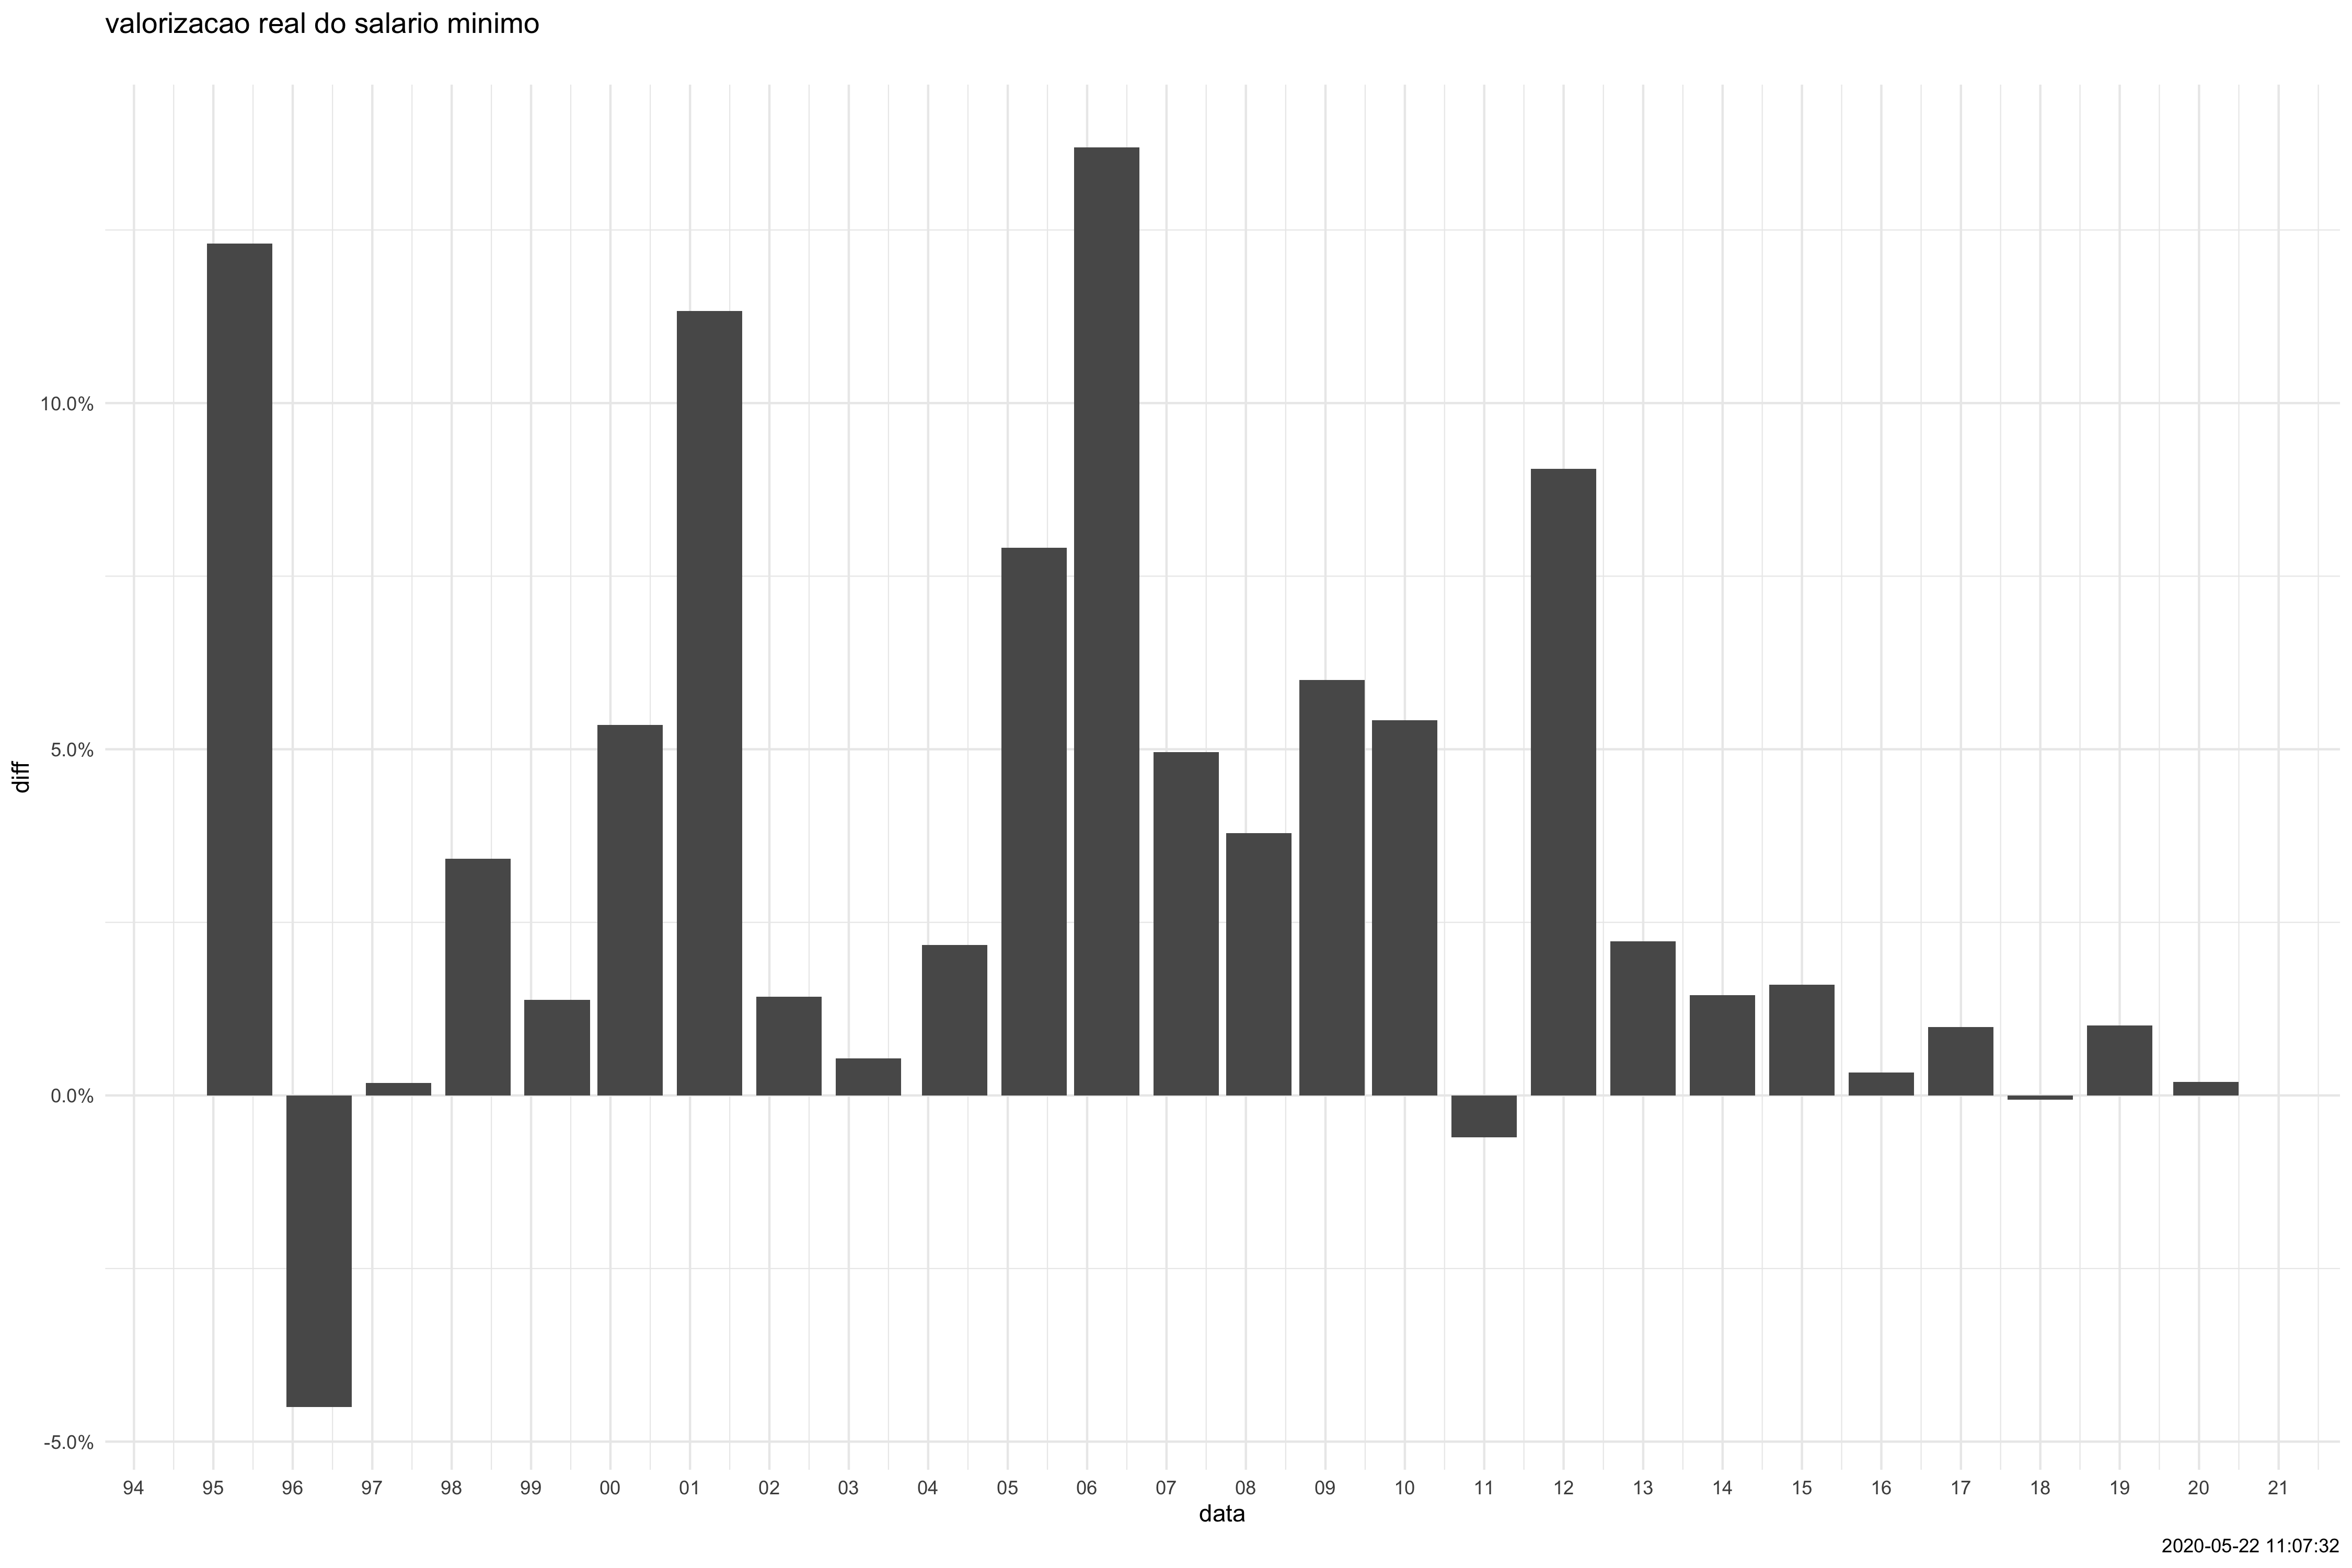 valorizacao real do salario minimo
diff
10.0%
5.0%
0.0%
-5.0%
94 95 96 97 98 99 00 01 02 03 04 05 06 07 08 09 10 11 12 13 14 15 16 17 18 19 20 21
data
2020-05-22 11:07:32